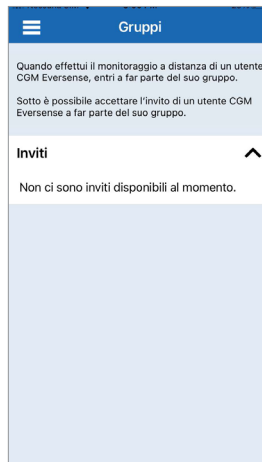 Gruppi
Quando effettui il monitoraggio a distanza di un utente
CGM Eversense, entri a far parte del suo gruppo.
Sotto è possibile accettare l'invito di un utente CGM
Eversense a far parte del suo gruppo.
Inviti
Non ci sono inviti disponibili al momento.